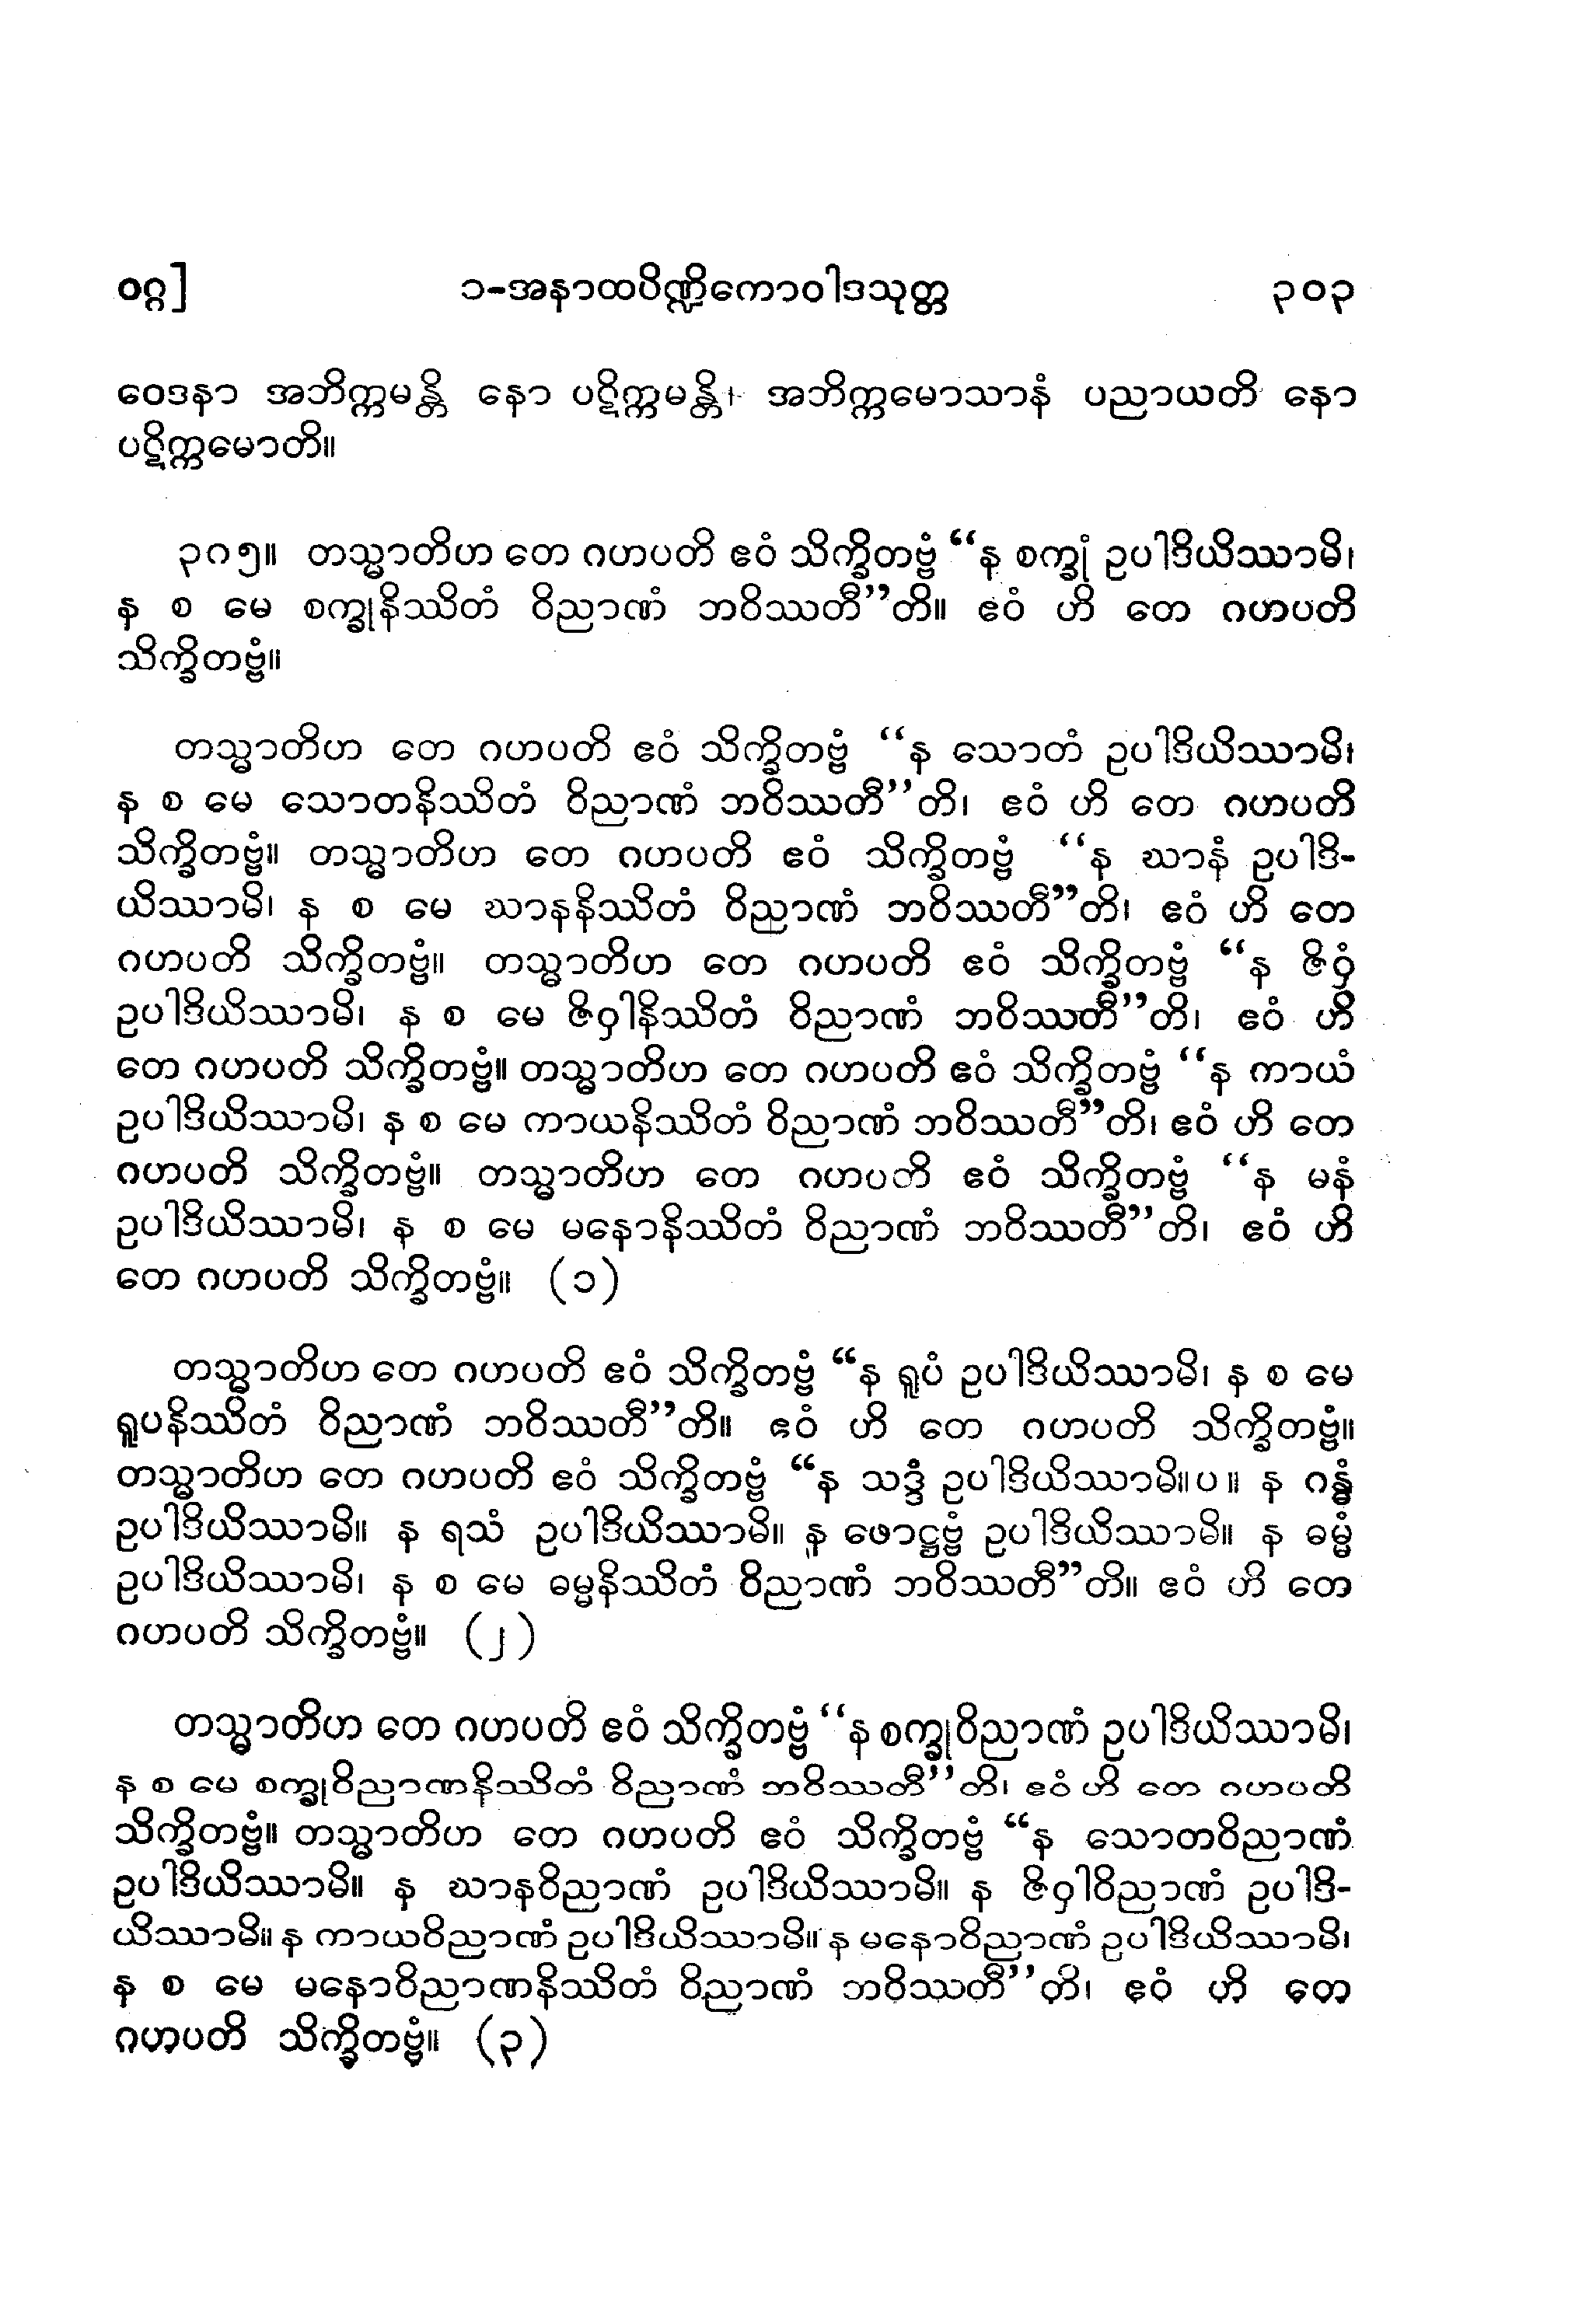 ဝဂ္ဂ] ၁-အနာထပိဏ္ဍိကောဝါဒသုတ္တ ၃၀၃
ဝေဒနာ အဘိက္ကမန္တိ နော ပဋိက္ကမန္တိ၊ အဘိက္ကမောသာနံ ပညာယတိ နော
ပဋိက္ကမောတိ။
၃၈၅။ တသ္မာတိဟ တေ ဂဟပတိ ဧဝံ သိက္ခိတဗ္ဗံ “န စက္ခုံ ဥပါဒိယိဿာမိ၊
န စ မေ စက္ခုနိဿိတံ ဝိညာဏံ ဘဝိဿတီ”တိ။ ဧဝံ ဟိ တေ ဂဟပတိ
သိက္ခိတဗ္ဗံ။
တသ္မာတိဟ တေ ဂဟပတိ ဧဝံ သိက္ခိတဗ္ဗံ “န သောတံ ဥပါဒိယိဿာမိ၊
န စ မေ သောတနိဿိတံ ဝိညာဏံ ဘဝိဿတီ”တိ၊ ဧဝံ ဟိ တေ ဂဟပတိ
သိက္ခိတဗ္ဗံ။ တသ္မာတိဟ တေ ဂဟပတိ ဧဝံ သိက္ခိတဗ္ဗံ “န ဃာနံ ဥပါဒိ-
ယိဿာမိ၊ န စ မေ ဃာနနိဿိတံ ဝိညာဏံ ဘဝိဿတီ”တိ၊ ဧဝံ ဟိ တေ
ဂဟပတိ သိက္ခိတဗ္ဗံ။ တသ္မာတိဟ တေ ဂဟပတိ ဧဝံ သိက္ခိတဗ္ဗံ “န ဇိဝှံ
ဥပါဒိယိဿာမိ၊ န စ မေ ဇိဝှါနိဿိတံ ဝိညာဏံ ဘဝိဿတီ”တိ၊ ဧဝံ ဟိ
တေ ဂဟပတိ သိက္ခိတဗ္ဗံ။ တသ္မာတိဟ တေ ဂဟပတိ ဧဝံ သိက္ခိတဗ္ဗံ “န ကာယံ
ဥပါဒိယိဿာမိ၊ န စ မေ ကာယနိဿိတံ ဝိညာဏံ ဘဝိဿတီ”တိ၊ ဧဝံ ဟိ တေ
ဂဟပတိ သိက္ခိတဗ္ဗံ။ တသ္မာတိဟ တေ ဂဟပတိ ဧဝံ သိက္ခိတဗ္ဗံ “န မနံ
ဥပါဒိယိဿာမိ၊ န စ မေ မနောနိဿိတံ ဝိညာဏံ ဘဝိဿတီ”တိ၊ ဧဝံ ဟိ
တေ ဂဟပတိ သိက္ခိတဗ္ဗံ။ (၁)
တသ္မာတိဟ တေ ဂဟပတိ ဧဝံ သိက္ခိတဗ္ဗံ “န ရူပံ ဥပါဒိယိဿာမိ၊ န စ မေ
ရူပနိဿိတံ ဝိညာဏံ ဘဝိဿတီ”တိ။ ဧဝံ ဟိ တေ ဂဟပတိ သိက္ခိတဗ္ဗံ။
တသ္မာတိဟ တေ ဂဟပတိ ဧဝံ သိက္ခိတဗ္ဗံ “န သဒ္ဒံ ဥပါဒိယိဿာမိ။ပ။ န ဂန္ဓံ
ဥပါဒိယိဿာမိ။ န ရသံ ဥပါဒိယိဿာမိ။ န ဖောဋ္ဌဗ္ဗံ ဥပါဒိယိဿာမိ။ န ဓမ္မံ
ဥပါဒိယိဿာမိ၊ န စ မေ ဓမ္မနိဿိတံ ဝိညာဏံ ဘဝိဿတီ”တိ။ ဧဝံ ဟိ တေ
ဂဟပတိ သိက္ခိတဗ္ဗံ။ (၂)
တသ္မာတိဟ တေ ဂဟပတိ ဧဝံ သိက္ခိတဗ္ဗံ “န စက္ခုဝိညာဏံ ဥပါဒိယိဿာမိ၊
န စ မေ စက္ခုဝိညာဏနိဿိတံ ဝိညာဏံ ဘဝိဿတီ”တိ၊ ဧဝံ ဟိ တေ ဂဟပတိ
သိက္ခိတဗ္ဗံ။ တသ္မာတိဟ တေ ဂဟပတိ ဧဝံ သိက္ခိတဗ္ဗံ “န သောတဝိညာဏံ
ဥပါဒိယိဿာမိ။ န ဃာနဝိညာဏံ ဥပါဒိယိဿာမိ။ န ဇိဝှါဝိညာဏံ ဥပါဒိ-
ယိဿာမိ။ န ကာယဝိညာဏံ ဥပါဒိယိဿာမိ။ န မနောဝိညာဏံ ဥပါဒိယိဿာမိ၊
န စ မေ မနောဝိညာဏနိဿိတံ ဝိညာဏံ ဘဝိဿတီ”တိ၊ ဧဝံ ဟိ တေ
ဂဟပတိ သိက္ခိတဗ္ဗံ။ (၃)